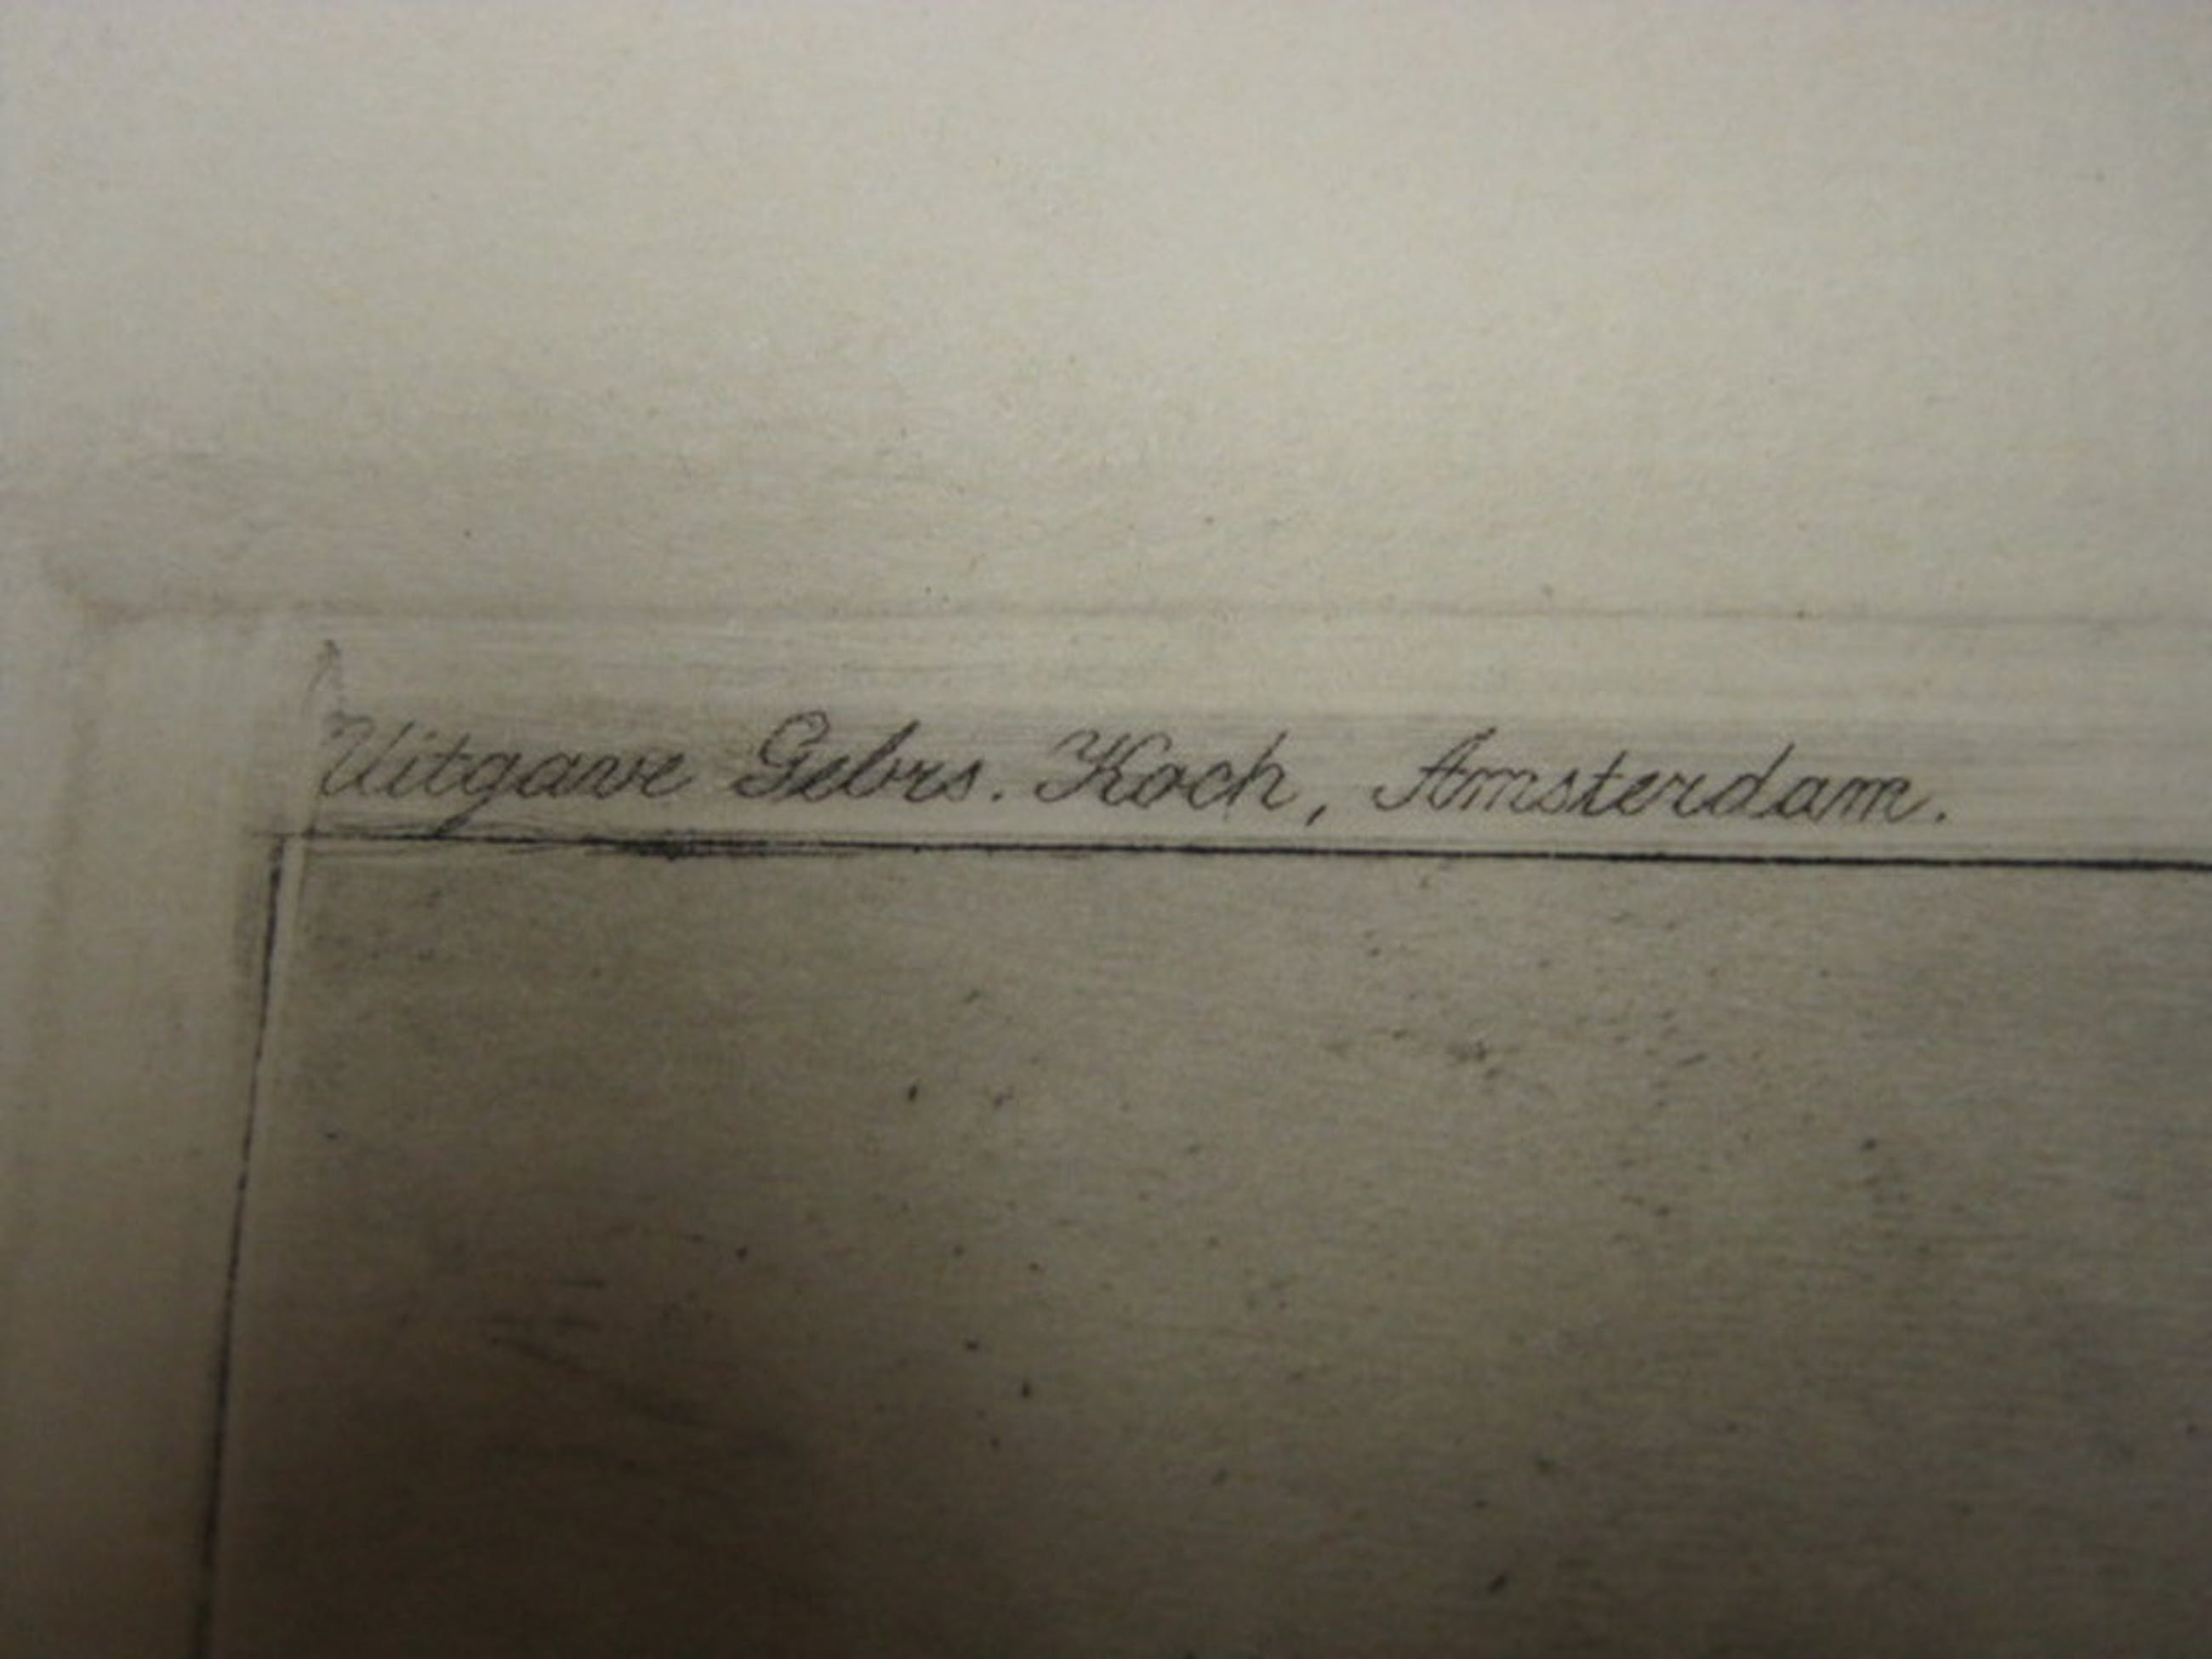 Uitgave Gebrs. Koch, Amsterdam.